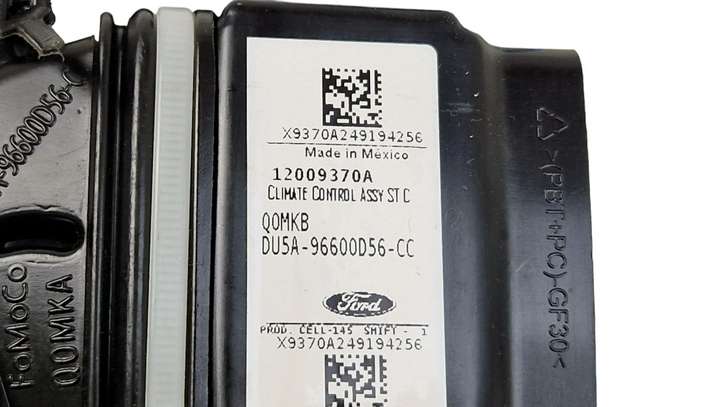 -96600D56-C
FoMoCo
QOMKA
X9370A249194256
Made in México
12009370A
CLIMATE CONTROL ASSY ST C
QOMKB
DU5A-96600D56-CC
Ford
PROD. CELL-145 SHIFT- 1
X9370A249194256
>(PBT+PC)-GF30<